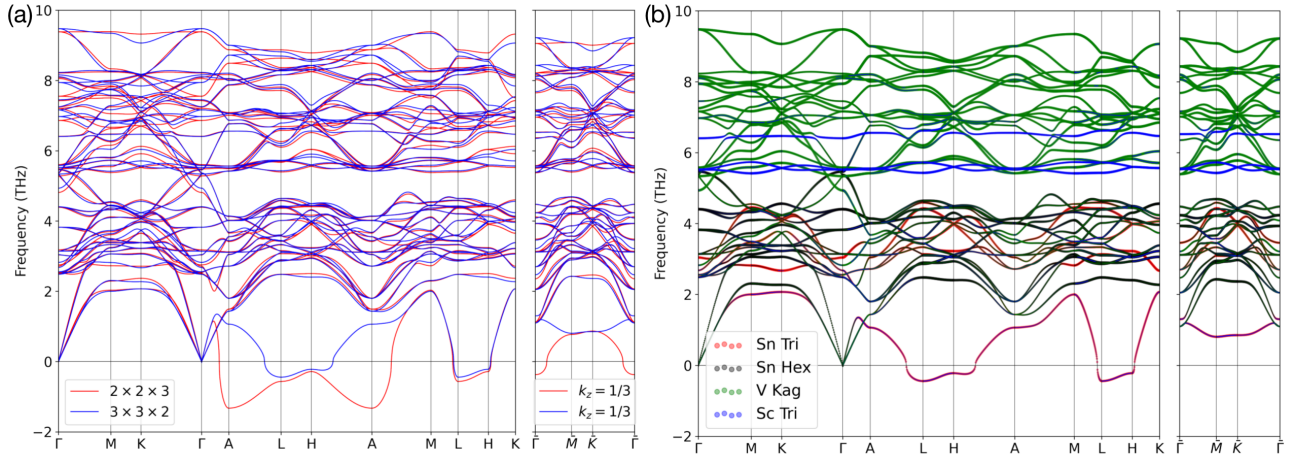 (a)
10
8
6
4
2
0
−2
Frequency (THz)
2 × 2 × 3
3 × 3 × 2
Γ M K Γ A L H A M L H K
k_z = 1/3
k_z = 1/3
Γ̄ M̄ K̄ Γ̄
(b)
10
8
6
4
2
0
−2
Frequency (THz)
Sn Tri
Sn Hex
V Kag
Sc Tri
Γ M K Γ A L H A M L H K
Γ̄ M̄ K̄ Γ̄